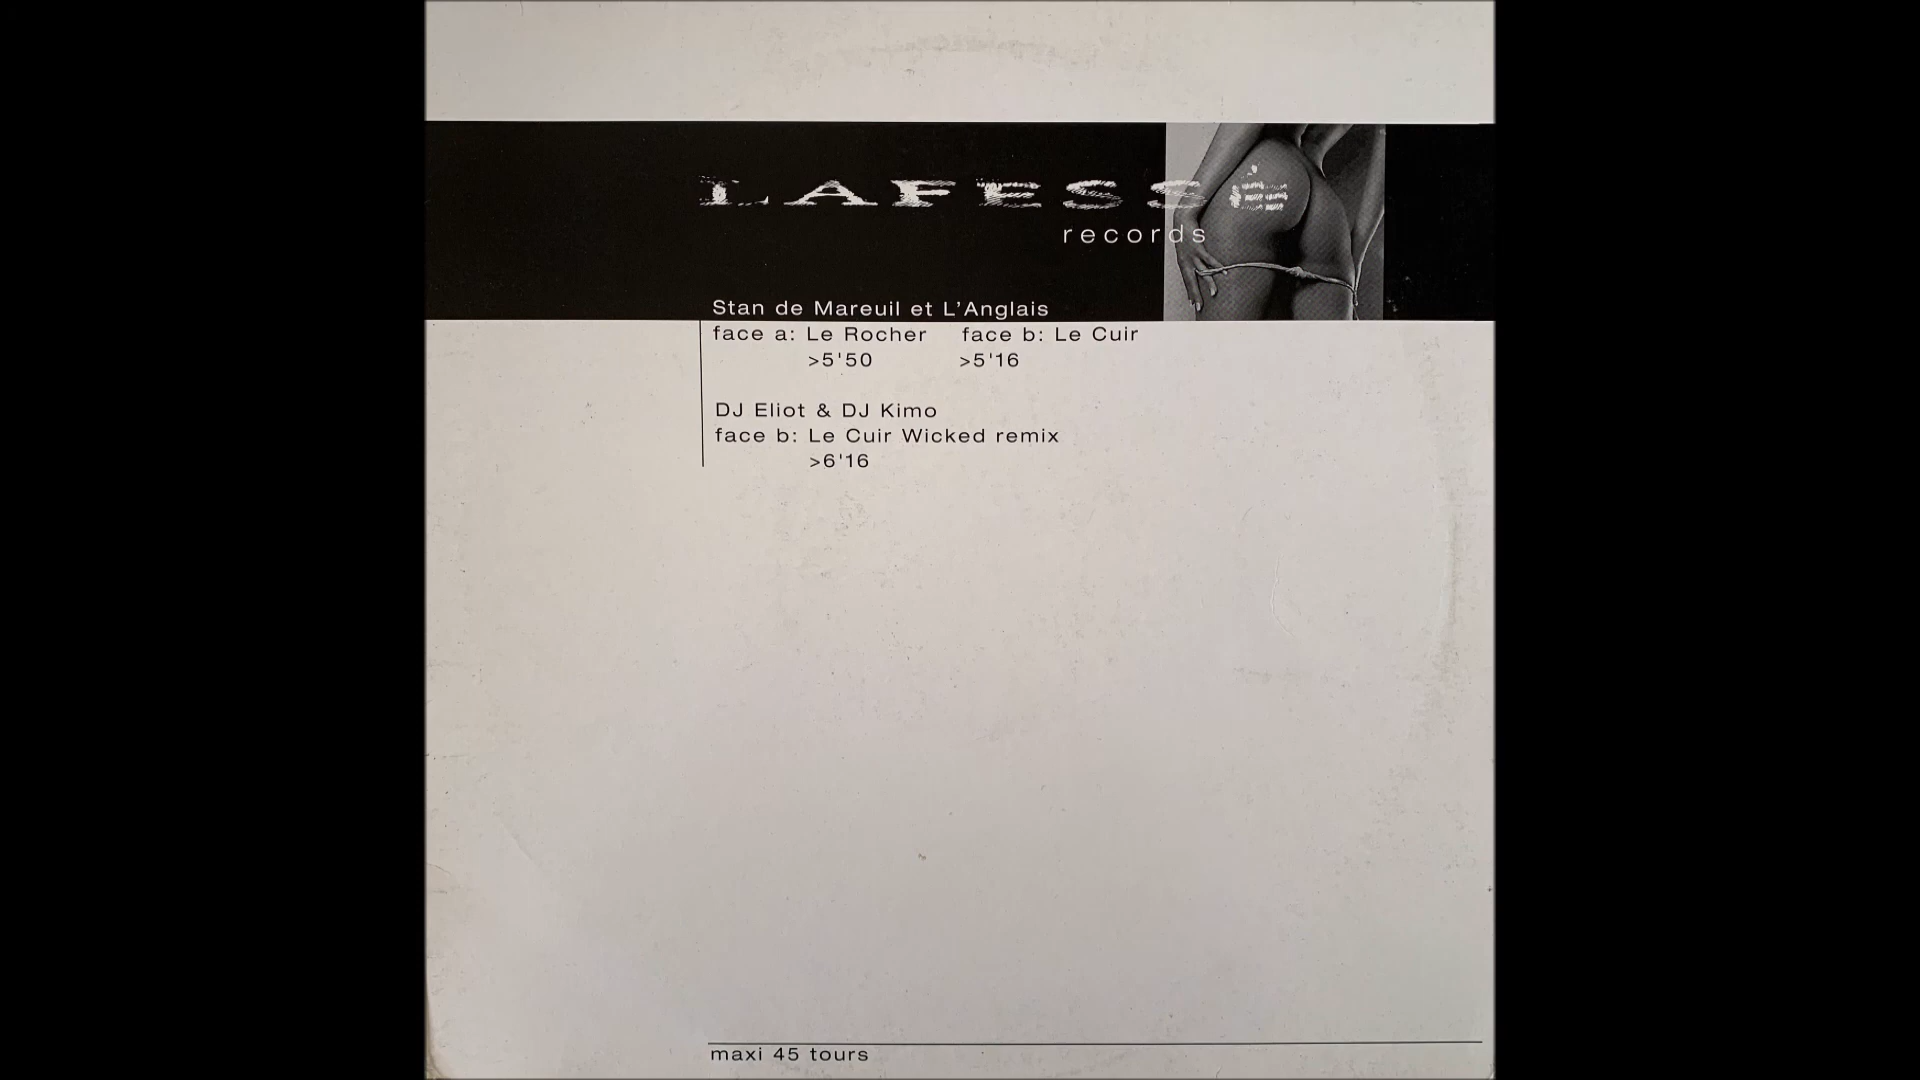 LAFESSÉ
records
Stan de Mareuil et L'Anglais
face a: Le Rocher face b: Le Cuir
>5'50 >5'16
DJ Eliot & DJ Kimo
face b: Le Cuir Wicked remix
>6'16
maxi 45 tours